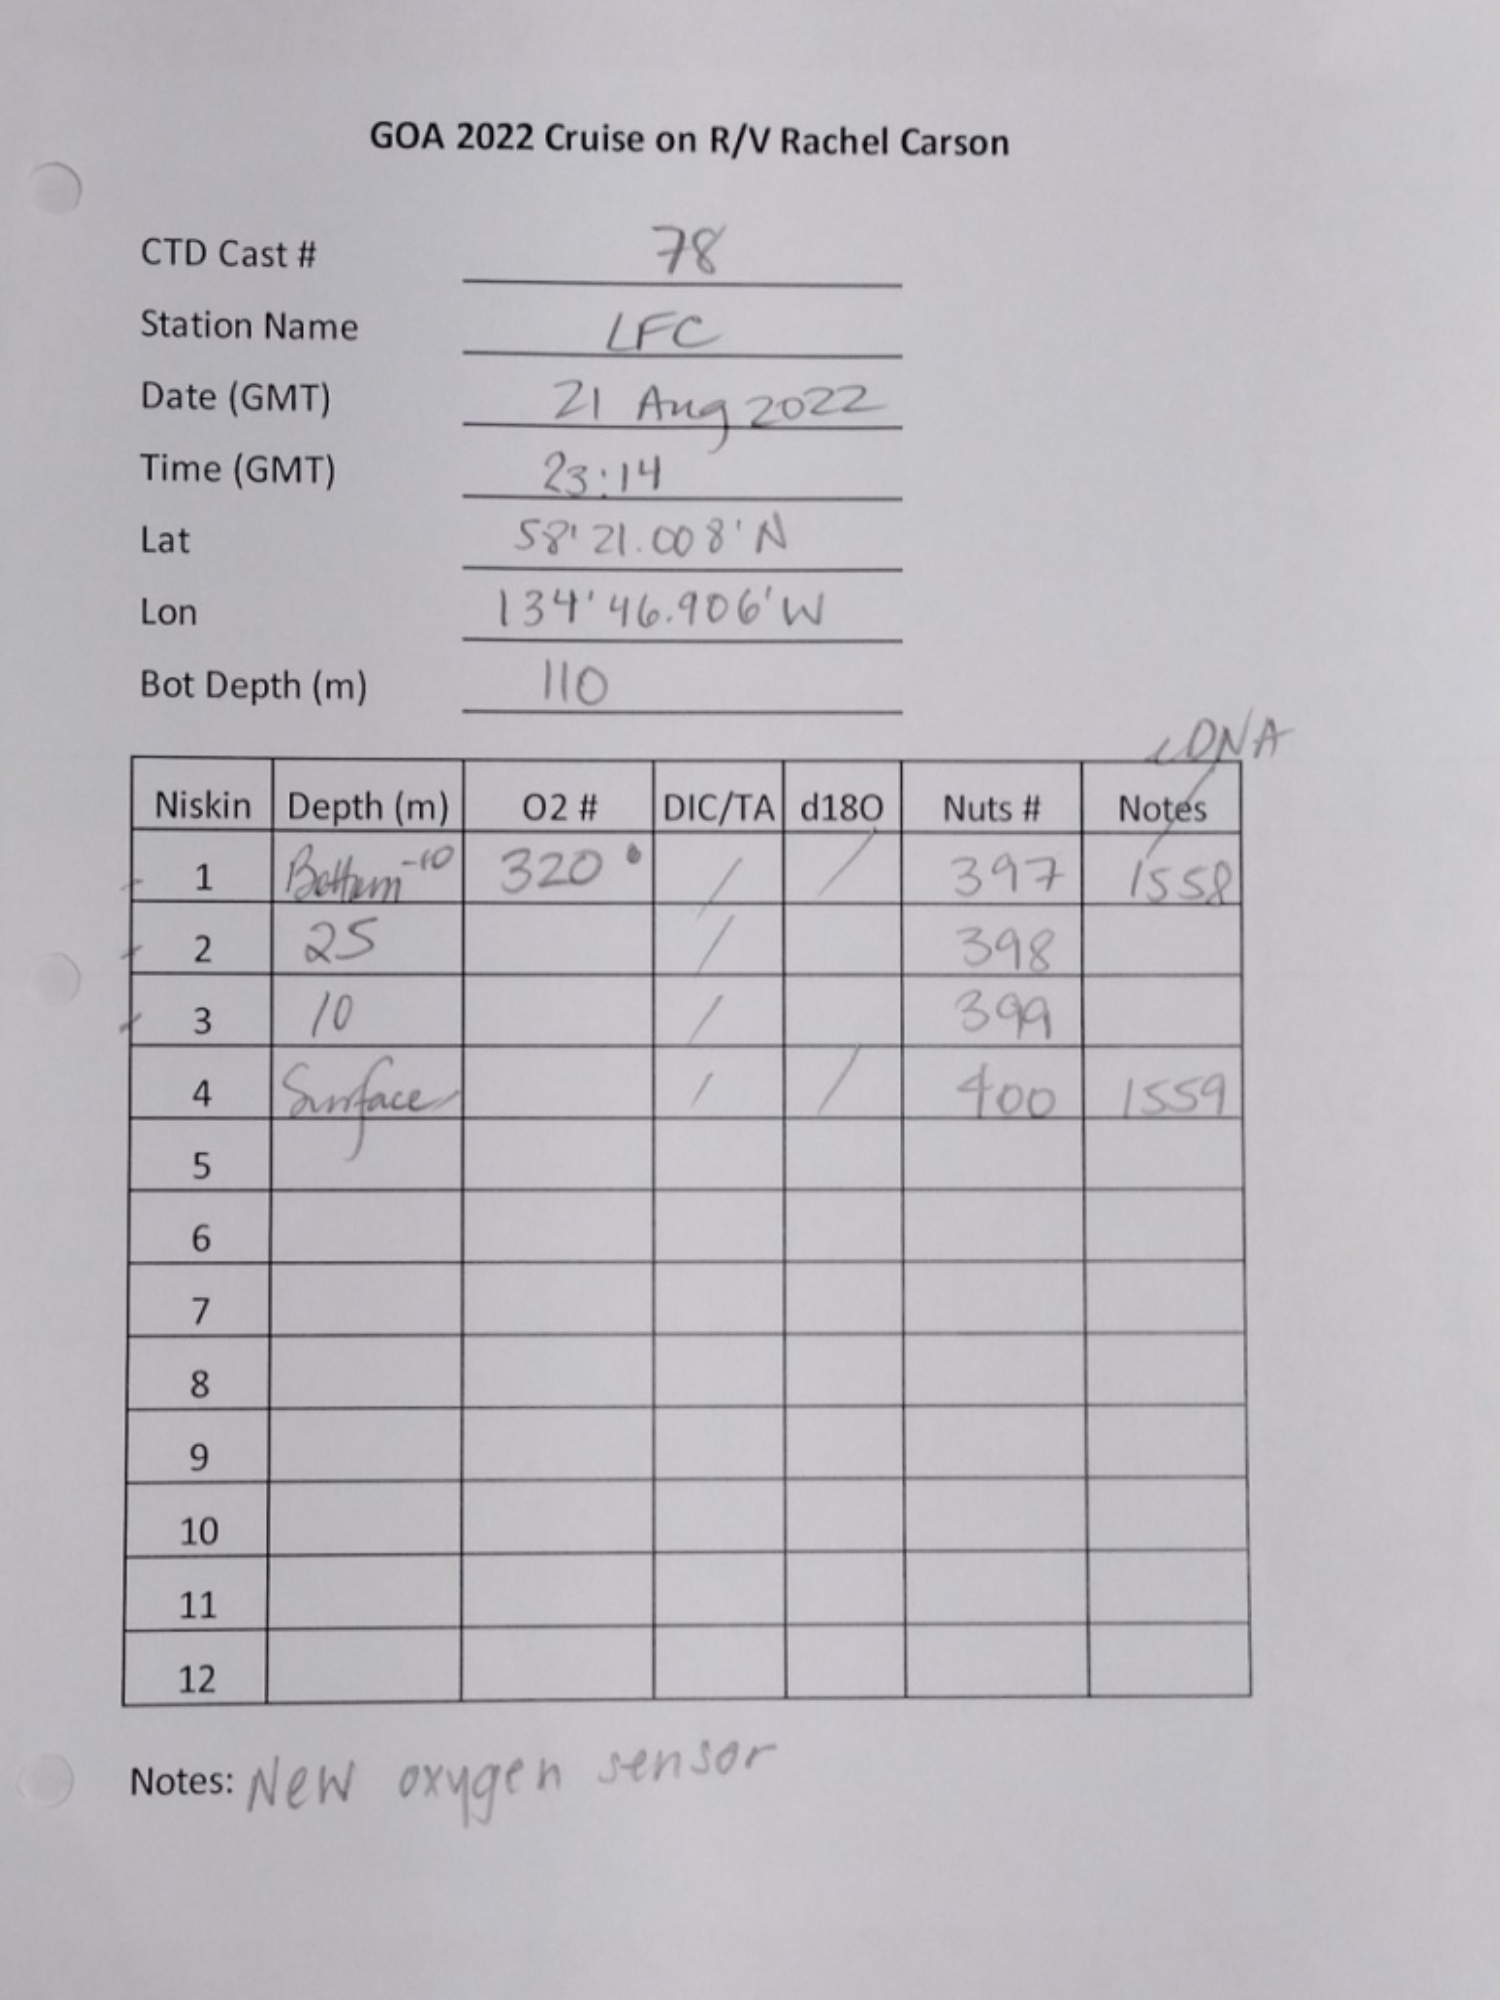 GOA 2022 Cruise on R/V Rachel Carson
CTD Cast # 78
Station Name LFC
Date (GMT) 21 Aug 2022
Time (GMT) 23:14
Lat 58' 21.008' N
Lon 134' 46.906' W
Bot Depth (m) 110
eDNA
Niskin Depth (m) O2 # DIC/TA d18O Nuts # Notes
1 Bottom -10 320 / / 397 1558
2 25 / 398
3 10 / 399
4 Surface / / 400 1559
5
6
7
8
9
10
11
12
Notes: New oxygen sensor